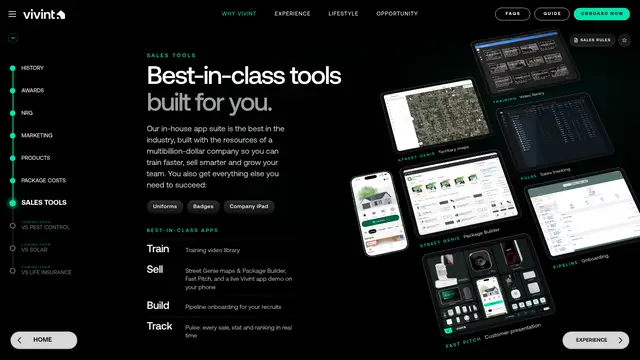 vivint
WHY VIVINT
EXPERIENCE
LIFESTYLE
OPPORTUNITY
FAQS
GUIDE
ONBOARD NOW
SALES RULES
HISTORY
AWARDS
NRG
MARKETING
PRODUCTS
PACKAGE COSTS
SALES TOOLS
COMING SOON
VS PEST CONTROL
COMING SOON
VS SOLAR
COMING SOON
VS LIFE INSURANCE
SALES TOOLS
Best-in-class tools
built for you.
Our in-house app suite is the best in the
industry, built with the resources of a
multibillion-dollar company so you can
train faster, sell smarter and grow your
team. You also get everything else you
need to succeed:
Uniforms
Badges
Company iPad
BEST-IN-CLASS APPS
Train
Training video library
Sell
Street Genie maps & Package Builder,
Fast Pitch, and a live Vivint app demo on
your phone
Build
Pipeline onboarding for your recruits
Track
Pulse: every sale, stat and ranking in real
time
TRAINING Video library
STREET GENIE Territory maps
PULSE Sales tracking
STREET GENIE Package Builder
PIPELINE Onboarding
FAST PITCH Customer presentation
HOME
EXPERIENCE